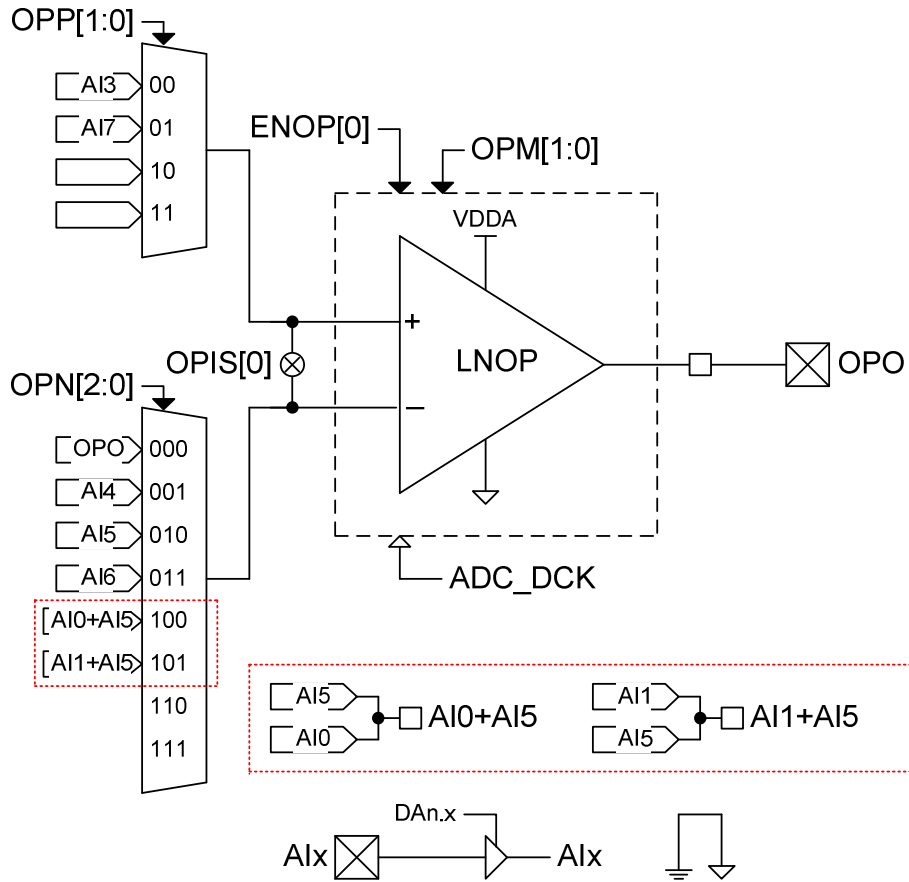 OPP[1:0]
AI3 00
AI7 01
10
11
ENOP[0]
OPM[1:0]
VDDA
+
LNOP
−
OPIS[0]
OPO
OPN[2:0]
OPO 000
AI4 001
AI5 010
AI6 011
AI0+AI5 100
AI1+AI5 101
110
111
ADC_DCK
AI5
AI0
AI0+AI5
AI1
AI5
AI1+AI5
DAn.x
AIx
AIx